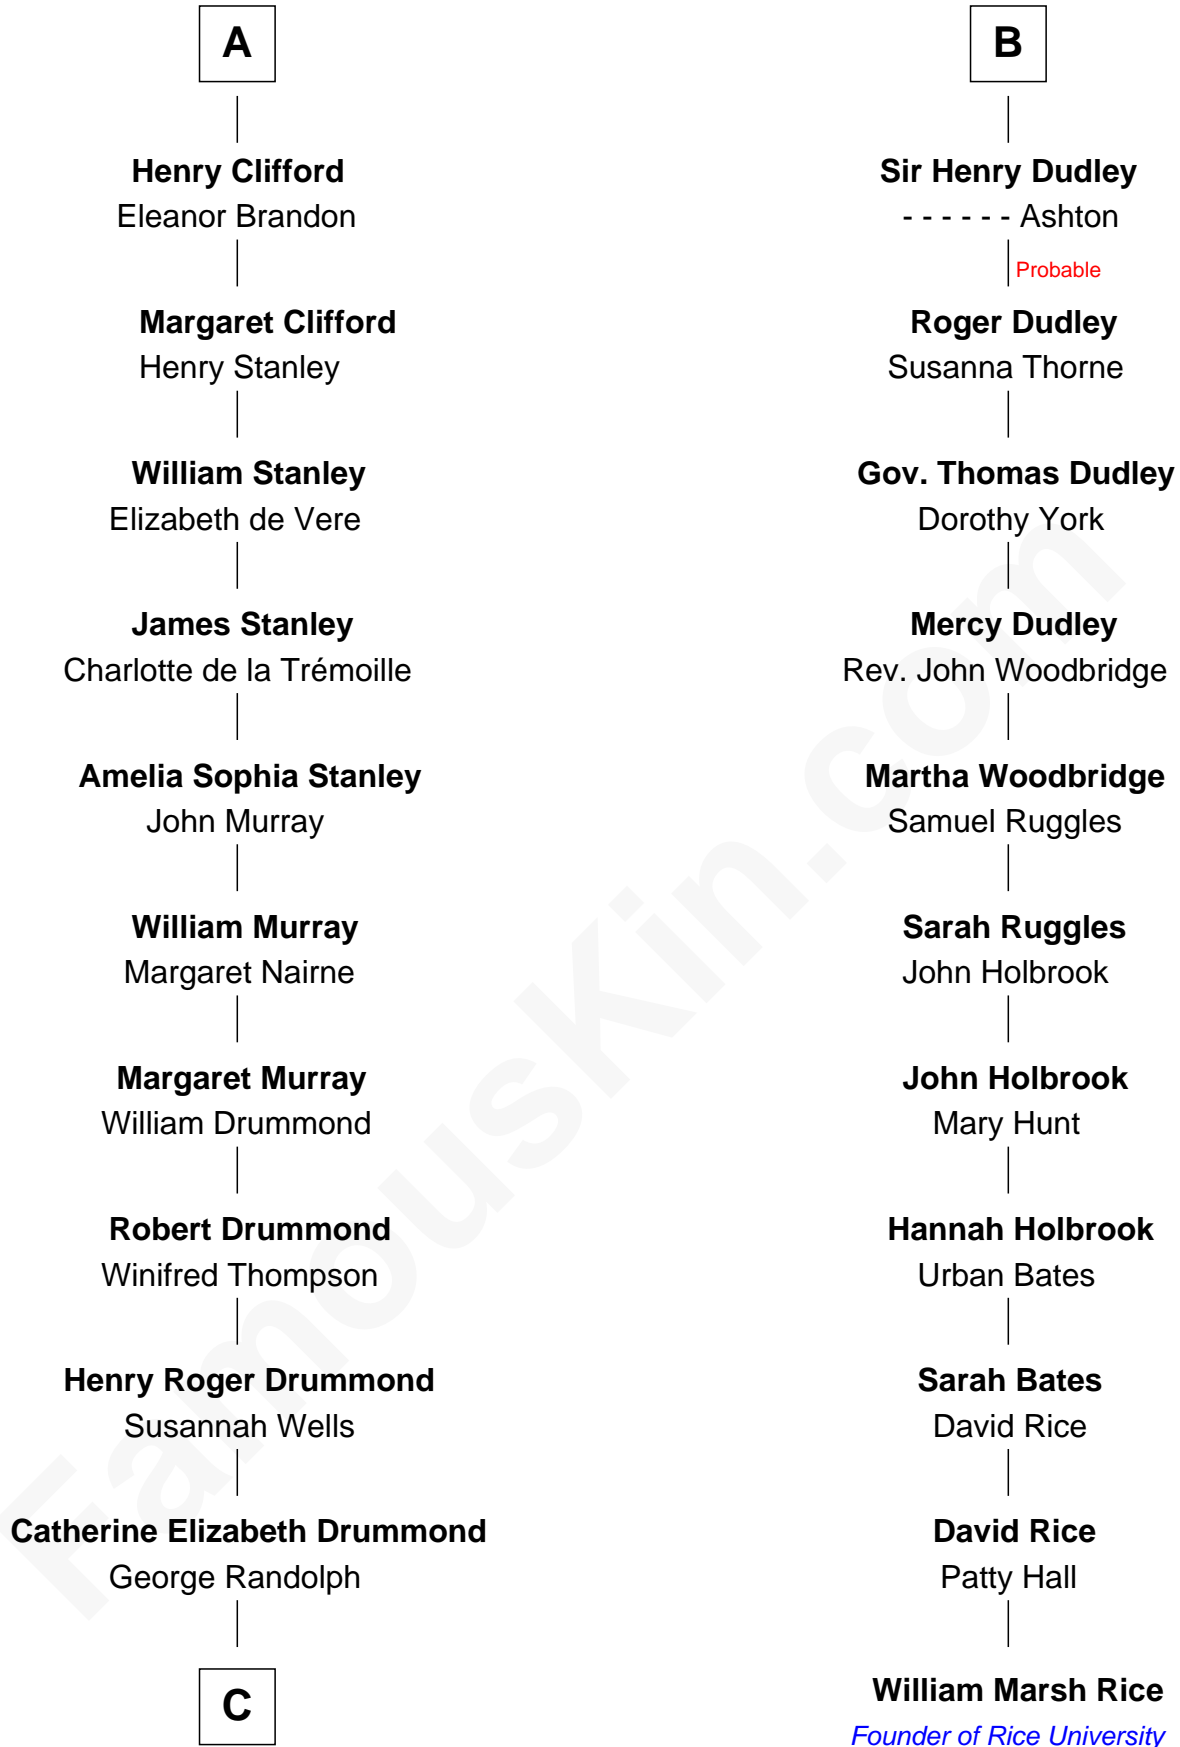 A
Henry Clifford
Eleanor Brandon
Margaret Clifford
Henry Stanley
William Stanley
Elizabeth de Vere
James Stanley
Charlotte de la Trémoille
Amelia Sophia Stanley
John Murray
William Murray
Margaret Nairne
Margaret Murray
William Drummond
Robert Drummond
Winifred Thompson
Henry Roger Drummond
Susannah Wells
Catherine Elizabeth Drummond
George Randolph
C
B
Sir Henry Dudley
- - - - - - Ashton
Probable
Roger Dudley
Susanna Thorne
Gov. Thomas Dudley
Dorothy York
Mercy Dudley
Rev. John Woodbridge
Martha Woodbridge
Samuel Ruggles
Sarah Ruggles
John Holbrook
John Holbrook
Mary Hunt
Hannah Holbrook
Urban Bates
Sarah Bates
David Rice
David Rice
Patty Hall
William Marsh Rice
Founder of Rice University
FamousKin.com